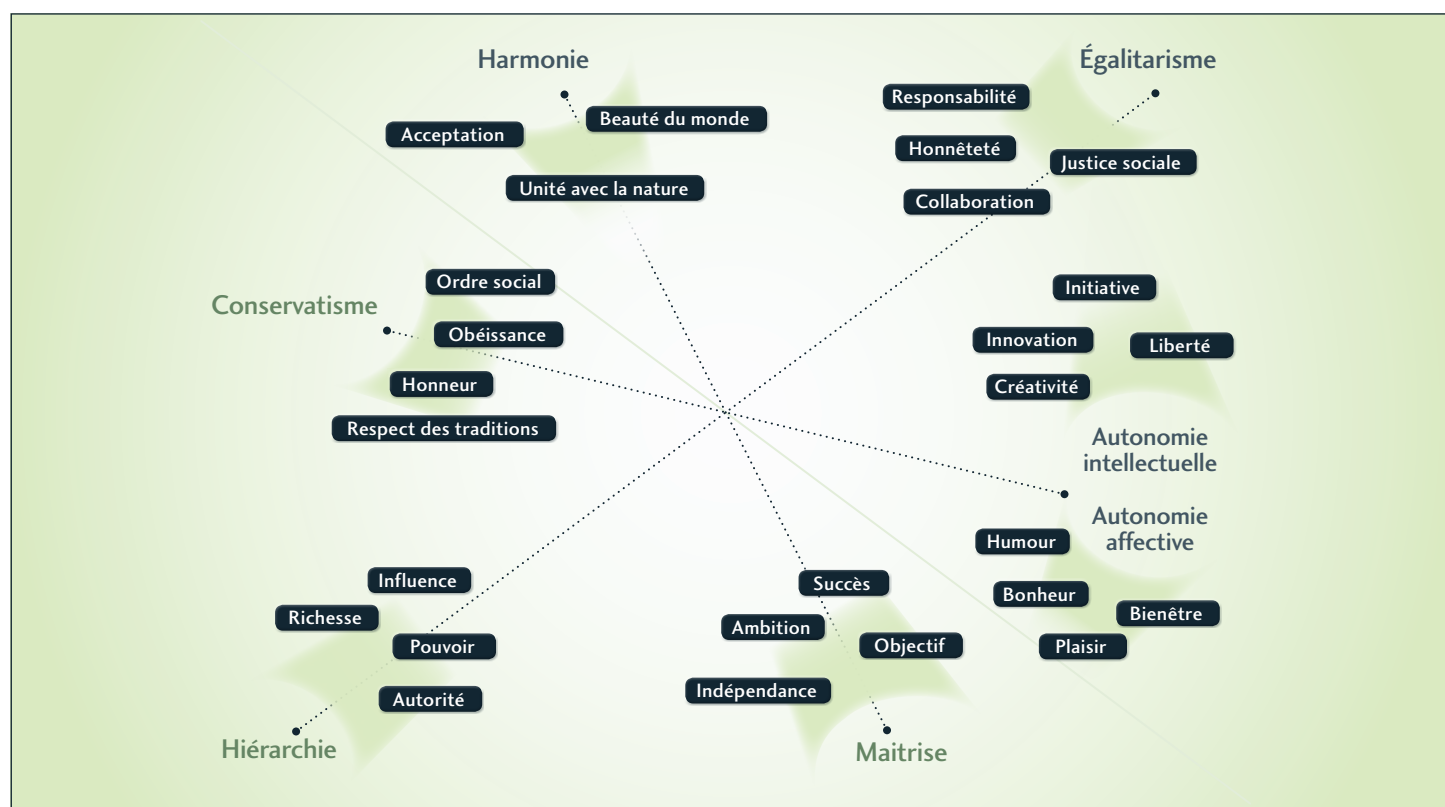 Harmonie
Égalitarisme
Responsabilité
Beauté du monde
Acceptation
Honnêteté
Justice sociale
Unité avec la nature
Collaboration
Ordre social
Initiative
Conservatisme
Obéissance
Innovation
Liberté
Honneur
Créativité
Respect des traditions
Autonomie
intellectuelle
Autonomie
affective
Humour
Influence
Succès
Bonheur
Richesse
Bienêtre
Ambition
Pouvoir
Objectif
Plaisir
Autorité
Indépendance
Hiérarchie
Maitrise